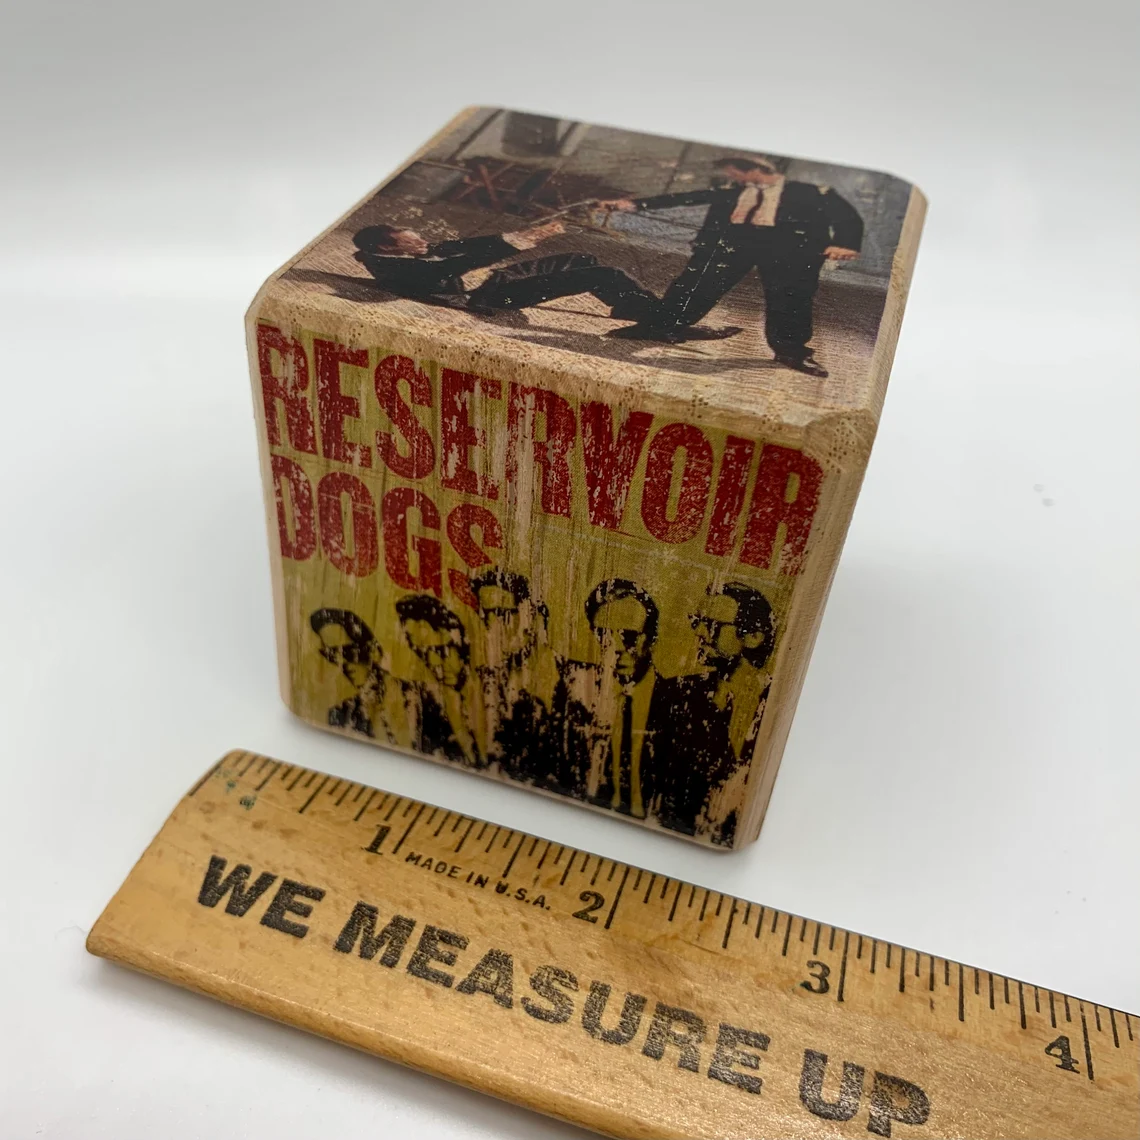 RESERVOIR
DOGS
1 2 3 4
MADE IN U.S.A.
WE MEASURE UP